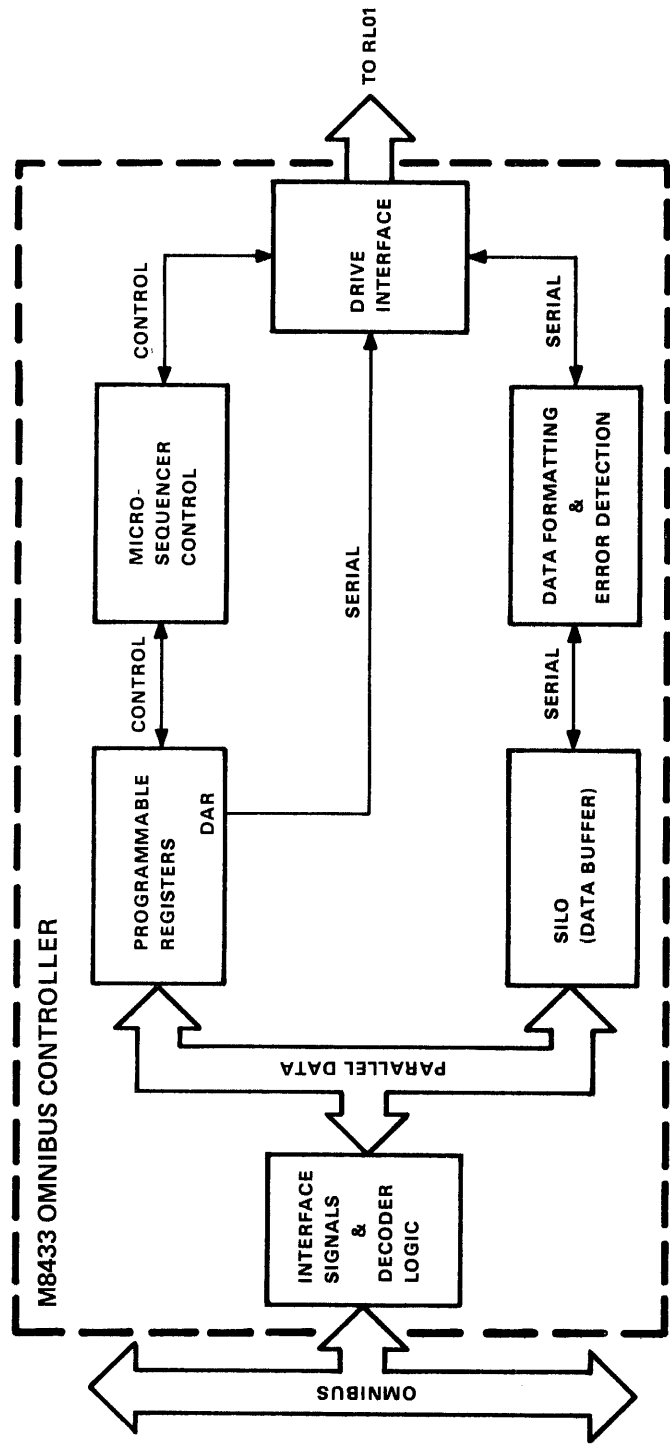 M8433 OMNIBUS CONTROLLER
OMNIBUS
INTERFACE
SIGNALS
&
DECODER
LOGIC
PARALLEL DATA
PROGRAMMABLE
REGISTERS
DAR
CONTROL
MICRO-
SEQUENCER
CONTROL
CONTROL
SERIAL
DRIVE
INTERFACE
TO RL01
SILO
(DATA BUFFER)
SERIAL
DATA FORMATTING
&
ERROR DETECTION
SERIAL